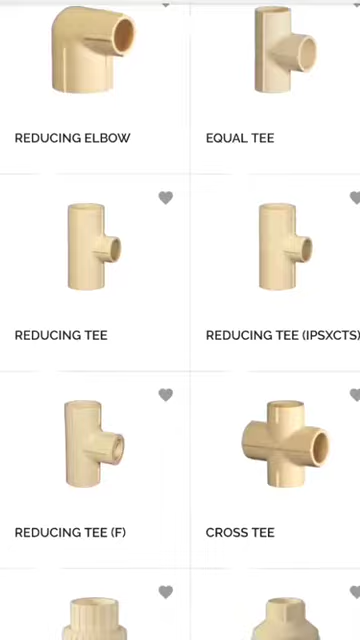 REDUCING ELBOW
EQUAL TEE
REDUCING TEE
REDUCING TEE (IPSXCTS)
REDUCING TEE (F)
CROSS TEE